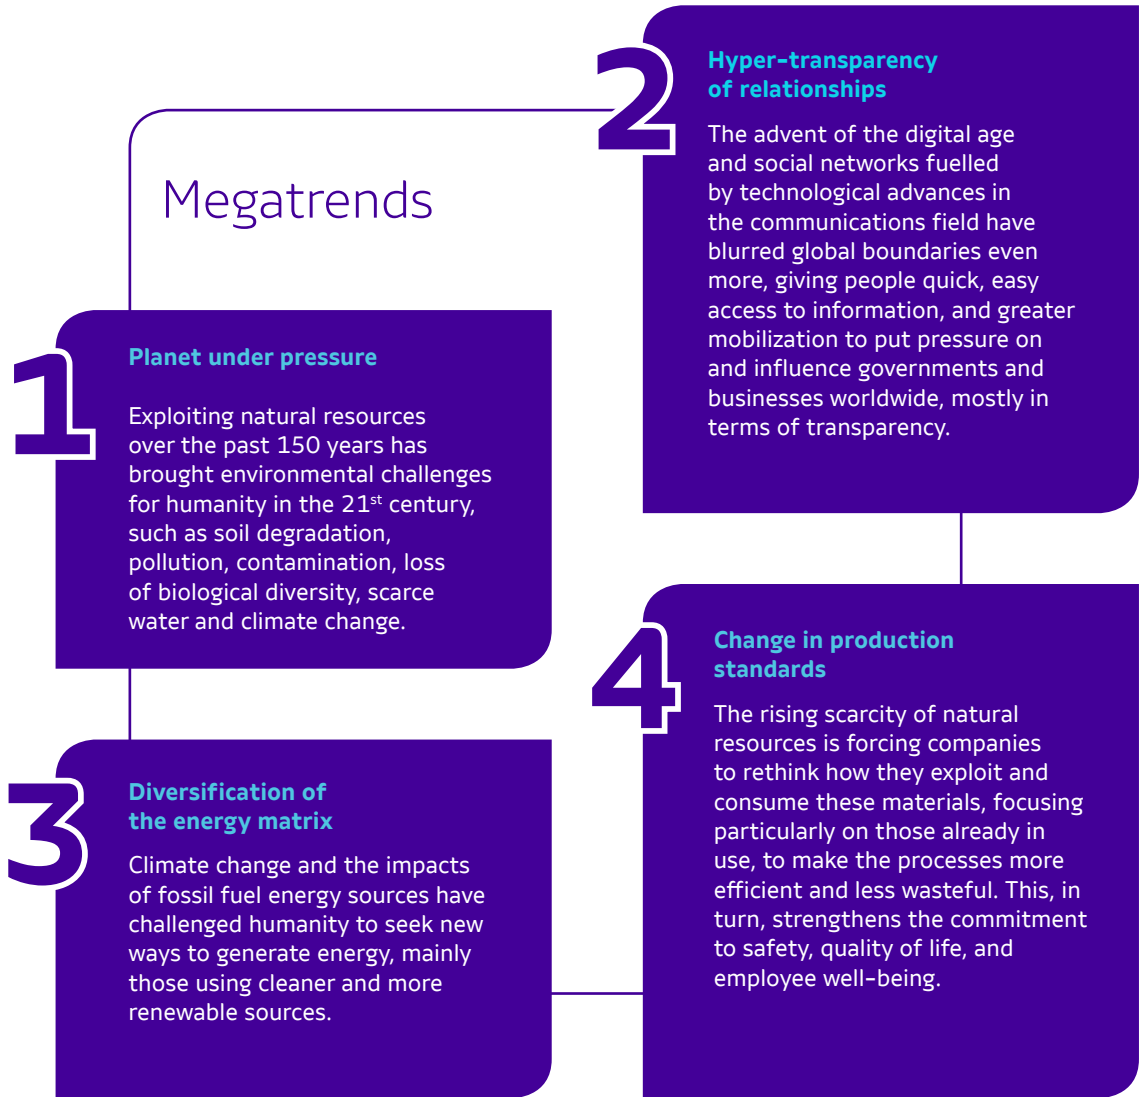 Megatrends
1
Planet under pressure
Exploiting natural resources
over the past 150 years has
brought environmental challenges
for humanity in the 21st century,
such as soil degradation,
pollution, contamination, loss
of biological diversity, scarce
water and climate change.
2
Hyper-transparency
of relationships
The advent of the digital age
and social networks fuelled
by technological advances in
the communications field have
blurred global boundaries even
more, giving people quick, easy
access to information, and greater
mobilization to put pressure on
and influence governments and
businesses worldwide, mostly in
terms of transparency.
3
Diversification of
the energy matrix
Climate change and the impacts
of fossil fuel energy sources have
challenged humanity to seek new
ways to generate energy, mainly
those using cleaner and more
renewable sources.
4
Change in production
standards
The rising scarcity of natural
resources is forcing companies
to rethink how they exploit and
consume these materials, focusing
particularly on those already in
use, to make the processes more
efficient and less wasteful. This, in
turn, strengthens the commitment
to safety, quality of life, and
employee well-being.